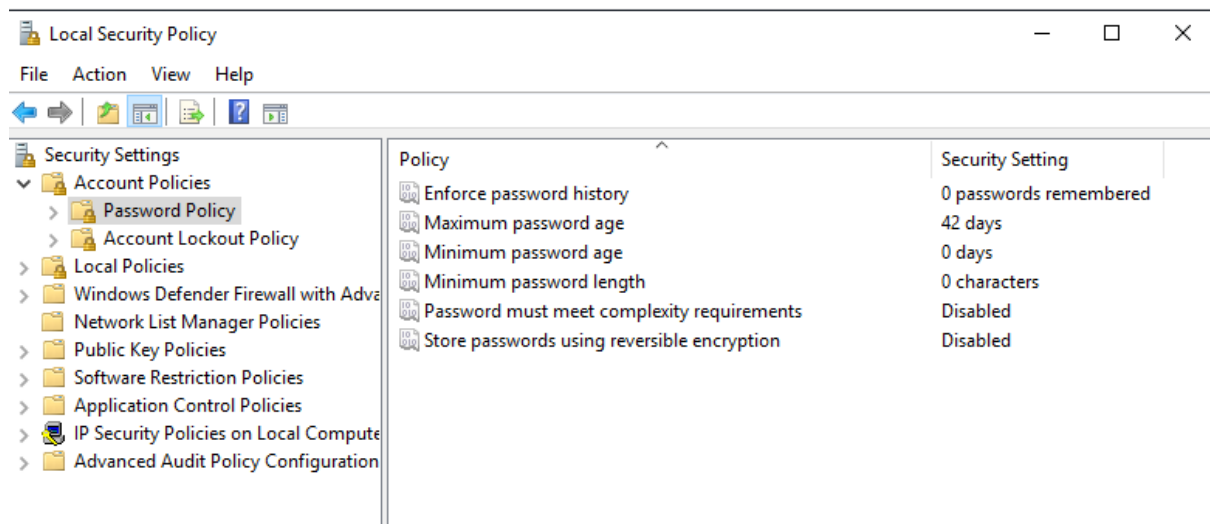 Local Security Policy
File Action View Help
Security Settings
Account Policies
Password Policy
Account Lockout Policy
Local Policies
Windows Defender Firewall with Adva
Network List Manager Policies
Public Key Policies
Software Restriction Policies
Application Control Policies
IP Security Policies on Local Compute
Advanced Audit Policy Configuration
Policy Security Setting
Enforce password history 0 passwords remembered
Maximum password age 42 days
Minimum password age 0 days
Minimum password length 0 characters
Password must meet complexity requirements Disabled
Store passwords using reversible encryption Disabled